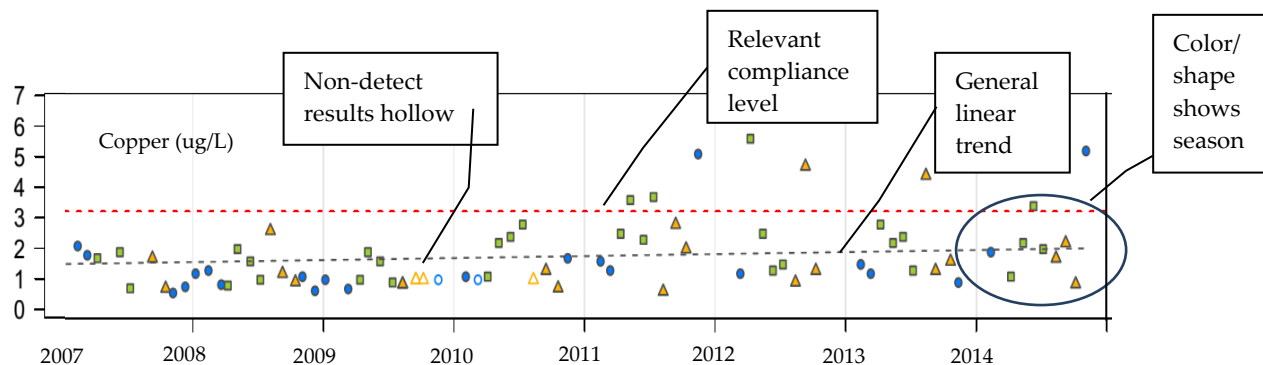 Non-detect
results hollow
Relevant
compliance
level
General
linear
trend
Color/
shape
shows
season
Copper (ug/L)
7
6
5
4
3
2
1
0
2007 2008 2009 2010 2011 2012 2013 2014